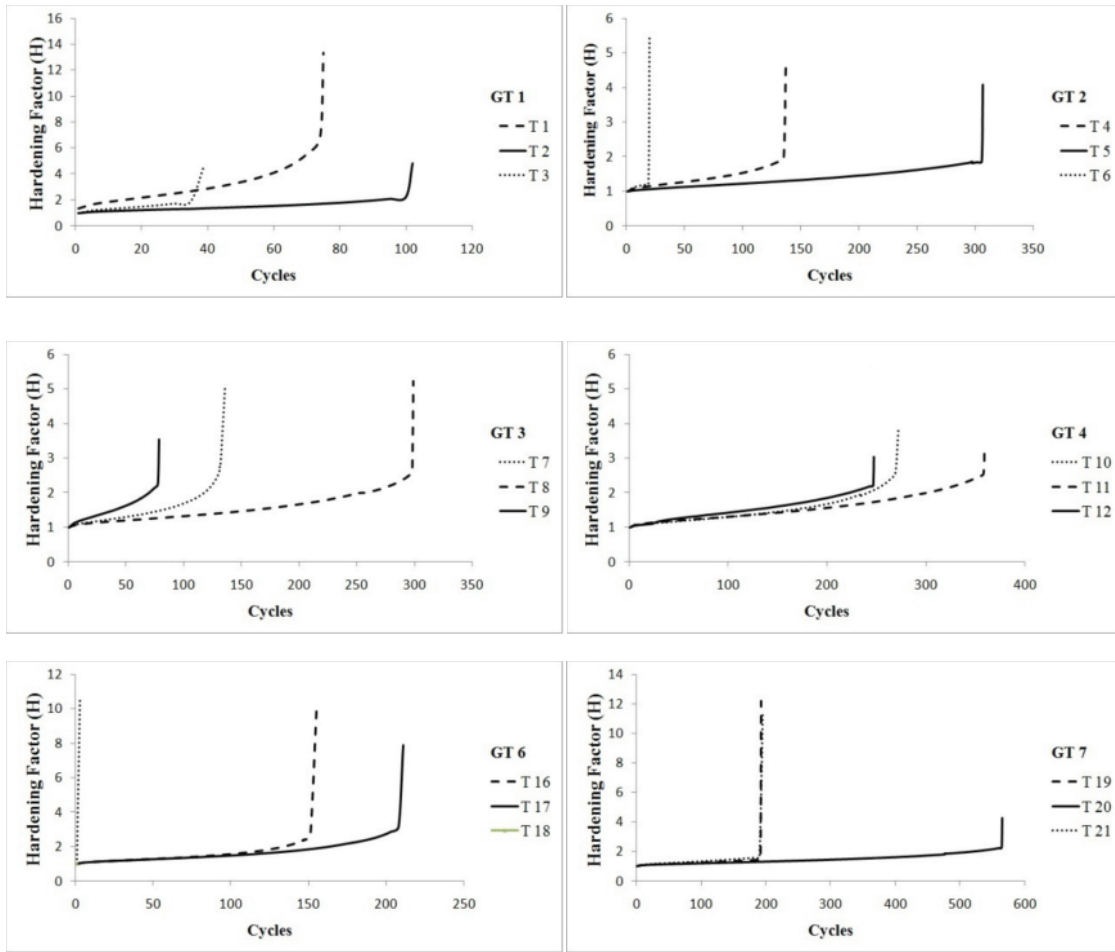 Hardening Factor (H)
16
14
12
10
8
6
4
2
0
0 20 40 60 80 100 120
Cycles
GT 1
T 1
T 2
T 3
Hardening Factor (H)
6
5
4
3
2
1
0
0 50 100 150 200 250 300 350
Cycles
GT 2
T 4
T 5
T 6
Hardening Factor (H)
6
5
4
3
2
1
0
0 50 100 150 200 250 300 350
Cycles
GT 3
T 7
T 8
T 9
Hardening Factor (H)
6
5
4
3
2
1
0
0 100 200 300 400
Cycles
GT 4
T 10
T 11
T 12
Hardening Factor (H)
12
10
8
6
4
2
0
0 50 100 150 200 250
Cycles
GT 6
T 16
T 17
T 18
Hardening Factor (H)
14
12
10
8
6
4
2
0
0 100 200 300 400 500 600
Cycles
GT 7
T 19
T 20
T 21